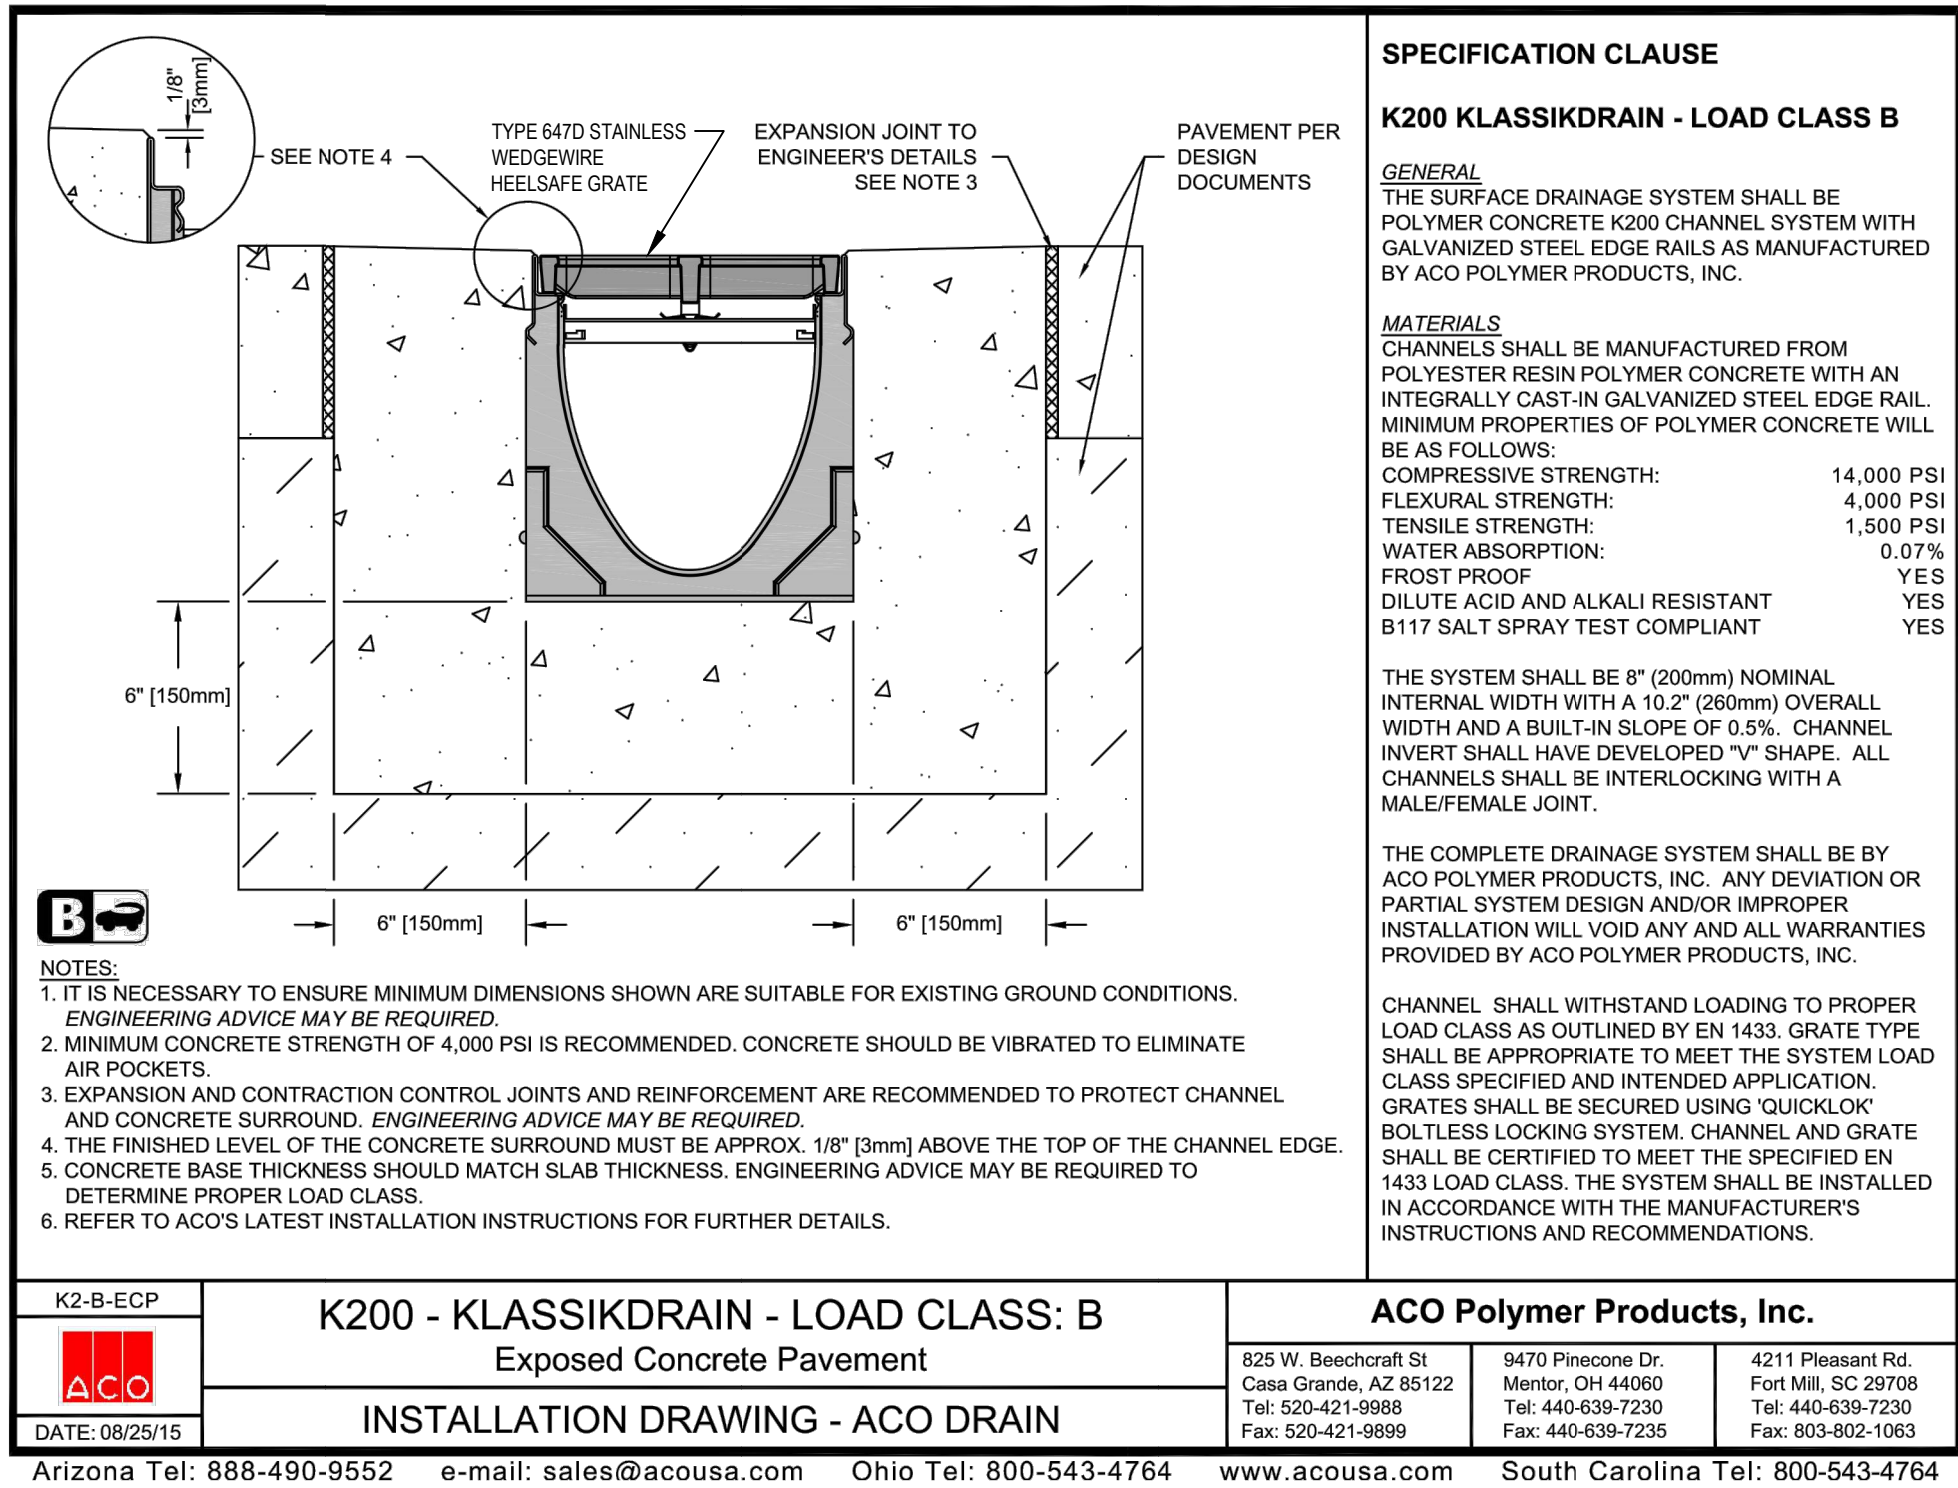 1/8"
[3mm]
SEE NOTE 4
TYPE 647D STAINLESS
WEDGEWIRE
HEELSAFE GRATE
EXPANSION JOINT TO
ENGINEER'S DETAILS
SEE NOTE 3
PAVEMENT PER
DESIGN
DOCUMENTS
6" [150mm]
6" [150mm]
6" [150mm]
B
NOTES:
1. IT IS NECESSARY TO ENSURE MINIMUM DIMENSIONS SHOWN ARE SUITABLE FOR EXISTING GROUND CONDITIONS.
ENGINEERING ADVICE MAY BE REQUIRED.
2. MINIMUM CONCRETE STRENGTH OF 4,000 PSI IS RECOMMENDED. CONCRETE SHOULD BE VIBRATED TO ELIMINATE
AIR POCKETS.
3. EXPANSION AND CONTRACTION CONTROL JOINTS AND REINFORCEMENT ARE RECOMMENDED TO PROTECT CHANNEL
AND CONCRETE SURROUND. ENGINEERING ADVICE MAY BE REQUIRED.
4. THE FINISHED LEVEL OF THE CONCRETE SURROUND MUST BE APPROX. 1/8" [3mm] ABOVE THE TOP OF THE CHANNEL EDGE.
5. CONCRETE BASE THICKNESS SHOULD MATCH SLAB THICKNESS. ENGINEERING ADVICE MAY BE REQUIRED TO
DETERMINE PROPER LOAD CLASS.
6. REFER TO ACO'S LATEST INSTALLATION INSTRUCTIONS FOR FURTHER DETAILS.
SPECIFICATION CLAUSE
K200 KLASSIKDRAIN - LOAD CLASS B
GENERAL
THE SURFACE DRAINAGE SYSTEM SHALL BE
POLYMER CONCRETE K200 CHANNEL SYSTEM WITH
GALVANIZED STEEL EDGE RAILS AS MANUFACTURED
BY ACO POLYMER PRODUCTS, INC.
MATERIALS
CHANNELS SHALL BE MANUFACTURED FROM
POLYESTER RESIN POLYMER CONCRETE WITH AN
INTEGRALLY CAST-IN GALVANIZED STEEL EDGE RAIL.
MINIMUM PROPERTIES OF POLYMER CONCRETE WILL
BE AS FOLLOWS:
COMPRESSIVE STRENGTH: 14,000 PSI
FLEXURAL STRENGTH: 4,000 PSI
TENSILE STRENGTH: 1,500 PSI
WATER ABSORPTION: 0.07%
FROST PROOF YES
DILUTE ACID AND ALKALI RESISTANT YES
B117 SALT SPRAY TEST COMPLIANT YES
THE SYSTEM SHALL BE 8" (200mm) NOMINAL
INTERNAL WIDTH WITH A 10.2" (260mm) OVERALL
WIDTH AND A BUILT-IN SLOPE OF 0.5%. CHANNEL
INVERT SHALL HAVE DEVELOPED "V" SHAPE. ALL
CHANNELS SHALL BE INTERLOCKING WITH A
MALE/FEMALE JOINT.
THE COMPLETE DRAINAGE SYSTEM SHALL BE BY
ACO POLYMER PRODUCTS, INC. ANY DEVIATION OR
PARTIAL SYSTEM DESIGN AND/OR IMPROPER
INSTALLATION WILL VOID ANY AND ALL WARRANTIES
PROVIDED BY ACO POLYMER PRODUCTS, INC.
CHANNEL SHALL WITHSTAND LOADING TO PROPER
LOAD CLASS AS OUTLINED BY EN 1433. GRATE TYPE
SHALL BE APPROPRIATE TO MEET THE SYSTEM LOAD
CLASS SPECIFIED AND INTENDED APPLICATION.
GRATES SHALL BE SECURED USING 'QUICKLOK'
BOLTLESS LOCKING SYSTEM. CHANNEL AND GRATE
SHALL BE CERTIFIED TO MEET THE SPECIFIED EN
1433 LOAD CLASS. THE SYSTEM SHALL BE INSTALLED
IN ACCORDANCE WITH THE MANUFACTURER'S
INSTRUCTIONS AND RECOMMENDATIONS.
K2-B-ECP
ACO
DATE: 08/25/15
K200 - KLASSIKDRAIN - LOAD CLASS: B
Exposed Concrete Pavement
INSTALLATION DRAWING - ACO DRAIN
ACO Polymer Products, Inc.
825 W. Beechcraft St
Casa Grande, AZ 85122
Tel: 520-421-9988
Fax: 520-421-9899
9470 Pinecone Dr.
Mentor, OH 44060
Tel: 440-639-7230
Fax: 440-639-7235
4211 Pleasant Rd.
Fort Mill, SC 29708
Tel: 440-639-7230
Fax: 803-802-1063
Arizona Tel: 888-490-9552 e-mail: sales@acousa.com Ohio Tel: 800-543-4764 www.acousa.com South Carolina Tel: 800-543-4764